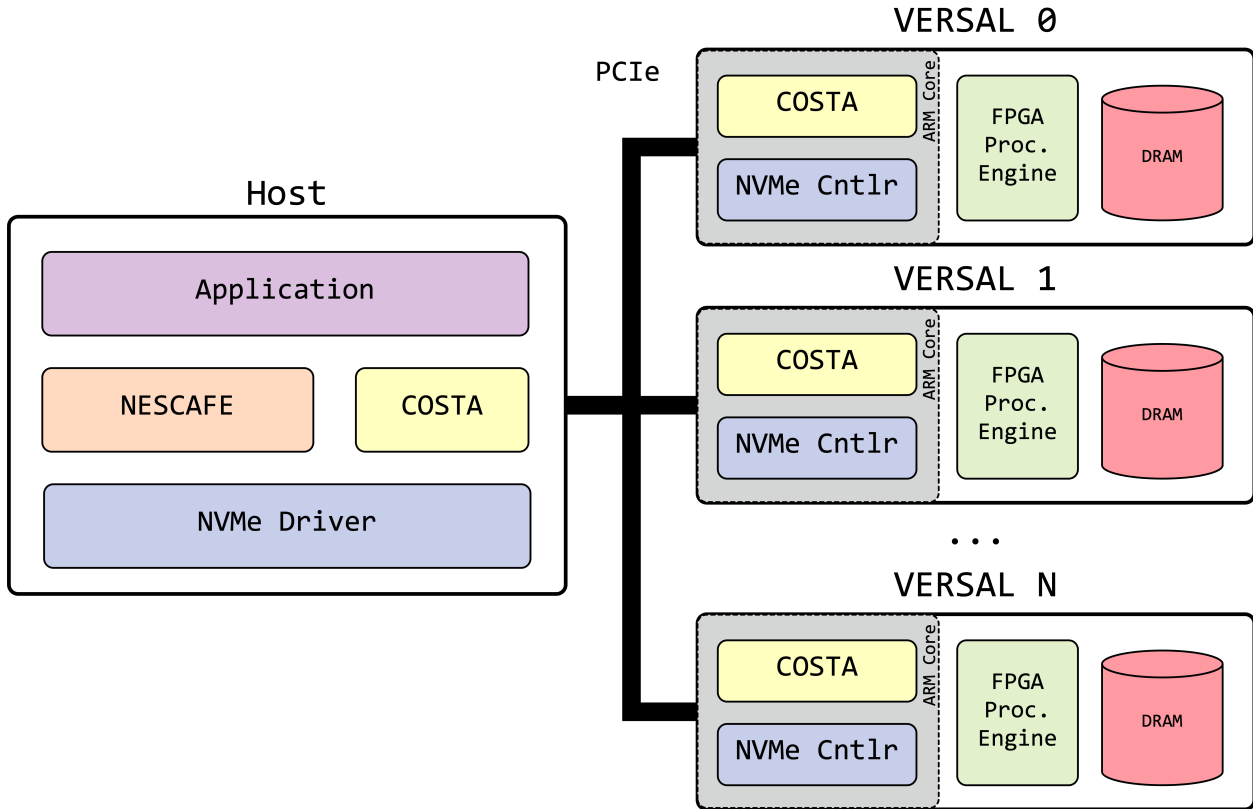 Host
Application
NESCAFE
COSTA
NVMe Driver
PCIe
VERSAL 0
COSTA
NVMe Cntlr
ARM Core
FPGA
Proc.
Engine
DRAM
VERSAL 1
COSTA
NVMe Cntlr
ARM Core
FPGA
Proc.
Engine
DRAM
...
VERSAL N
COSTA
NVMe Cntlr
ARM Core
FPGA
Proc.
Engine
DRAM